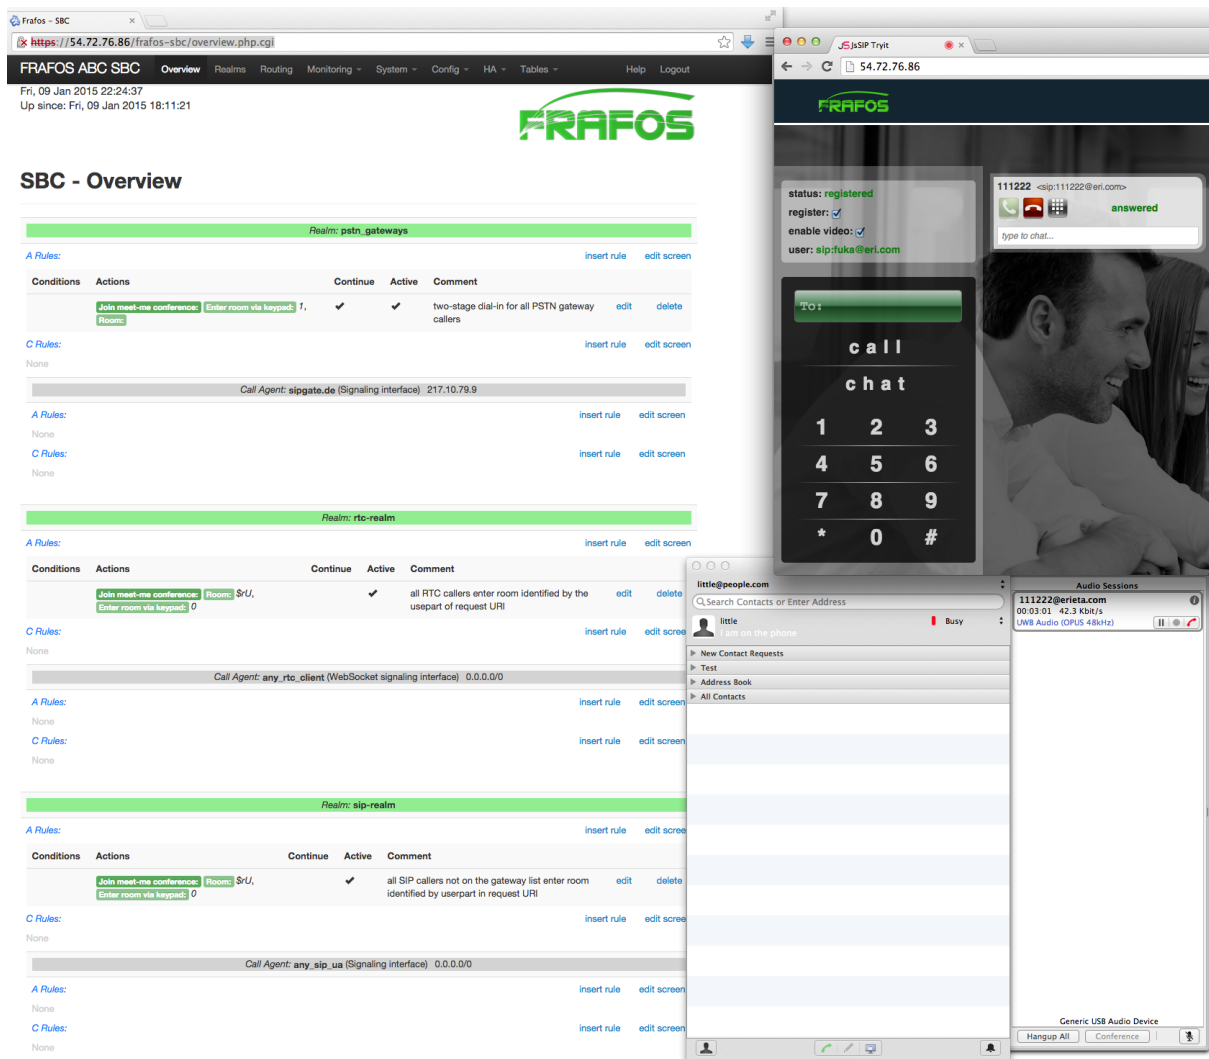 Frafos – SBC
https://54.72.76.86/frafos-sbc/overview.php.cgi
FRAFOS ABC SBC Overview Realms Routing Monitoring System Config HA Tables Help Logout
Fri, 09 Jan 2015 22:24:37
Up since: Fri, 09 Jan 2015 18:11:21
FRAFOS
SBC - Overview
Realm: pstn_gateways
A Rules: insert rule edit screen
Conditions Actions Continue Active Comment
Join meet-me conference: Enter room via keypad: 1, two-stage dial-in for all PSTN gateway edit delete
Room: callers
C Rules: insert rule edit screen
None
Call Agent: sipgate.de (Signaling interface) 217.10.79.9
A Rules: insert rule edit screen
None
C Rules: insert rule edit screen
None
Realm: rtc-realm
A Rules: insert rule edit screen
Conditions Actions Continue Active Comment
Join meet-me conference: Room: $rU, all RTC callers enter room identified by the edit delete
Enter room via keypad: 0 usepart of request URI
C Rules: insert rule edit screen
None
Call Agent: any_rtc_client (WebSocket signaling interface) 0.0.0.0/0
A Rules: insert rule edit screen
None
C Rules: insert rule edit screen
None
Realm: sip-realm
A Rules: insert rule edit scree
Conditions Actions Continue Active Comment
Join meet-me conference: Room: $rU, all SIP callers not on the gateway list enter room edit delete
Enter room via keypad: 0 identified by userpart in request URI
C Rules: insert rule edit scree
None
Call Agent: any_sip_ua (Signaling interface) 0.0.0.0/0
A Rules: insert rule edit screen
None
C Rules: insert rule edit screen
None
JsSIP Tryit
54.72.76.86
FRAFOS
status: registered
register:
enable video:
user: sip:fuka@eri.com
111222 <sip:111222@eri.com>
answered
type to chat...
To:
call
chat
1 2 3
4 5 6
7 8 9
* 0 #
little@people.com
Search Contacts or Enter Address
little Busy
I am on the phone
New Contact Requests
Test
Address Book
All Contacts
Audio Sessions
111222@erieta.com
00:03:01 42.3 Kbit/s
UWB Audio (OPUS 48kHz)
Generic USB Audio Device
Hangup All Conference